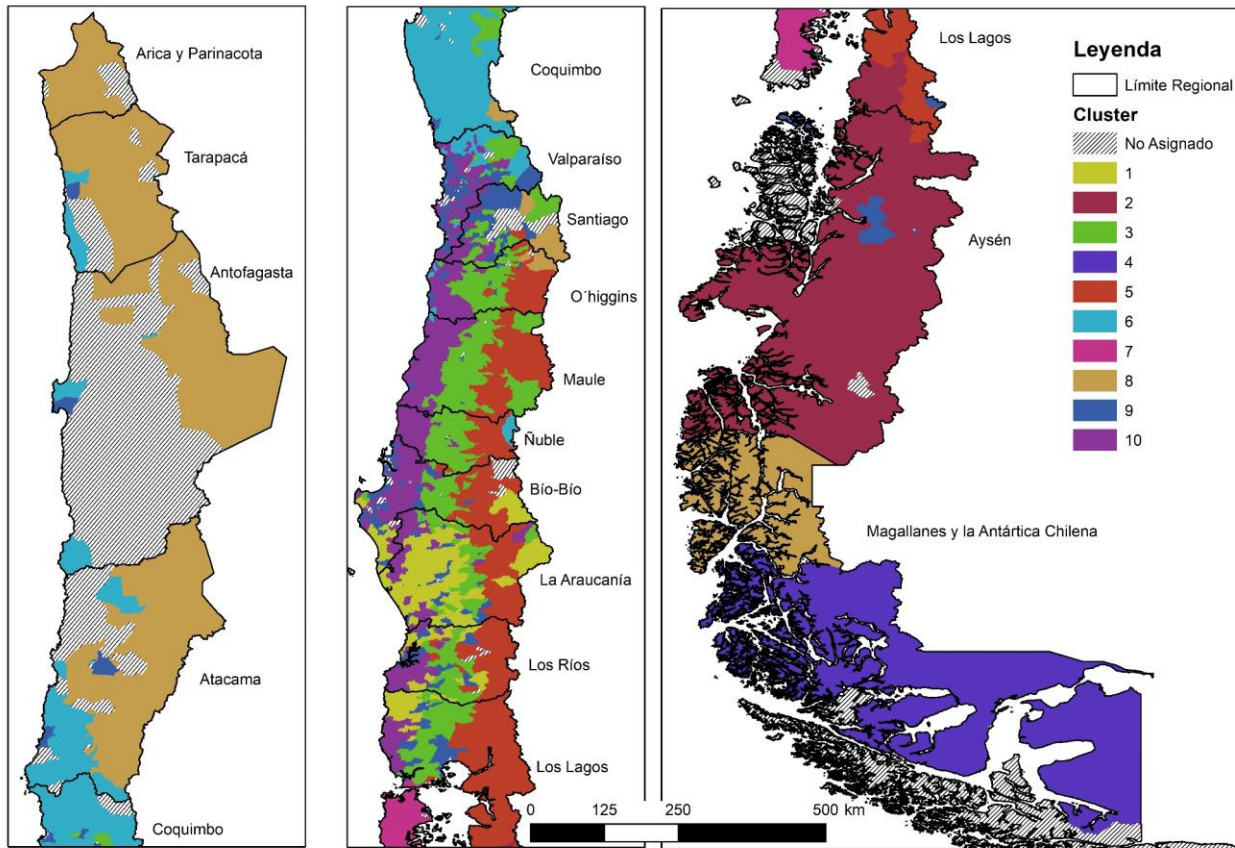 Arica y Parinacota
Tarapacá
Antofagasta
Atacama
Coquimbo
Coquimbo
Valparaíso
Santiago
O´higgins
Maule
Ñuble
Bío-Bío
La Araucanía
Los Ríos
Los Lagos
Los Lagos
Aysén
Magallanes y la Antártica Chilena
Leyenda
Límite Regional
Cluster
No Asignado
1
2
3
4
5
6
7
8
9
10
0 125 250 500 km